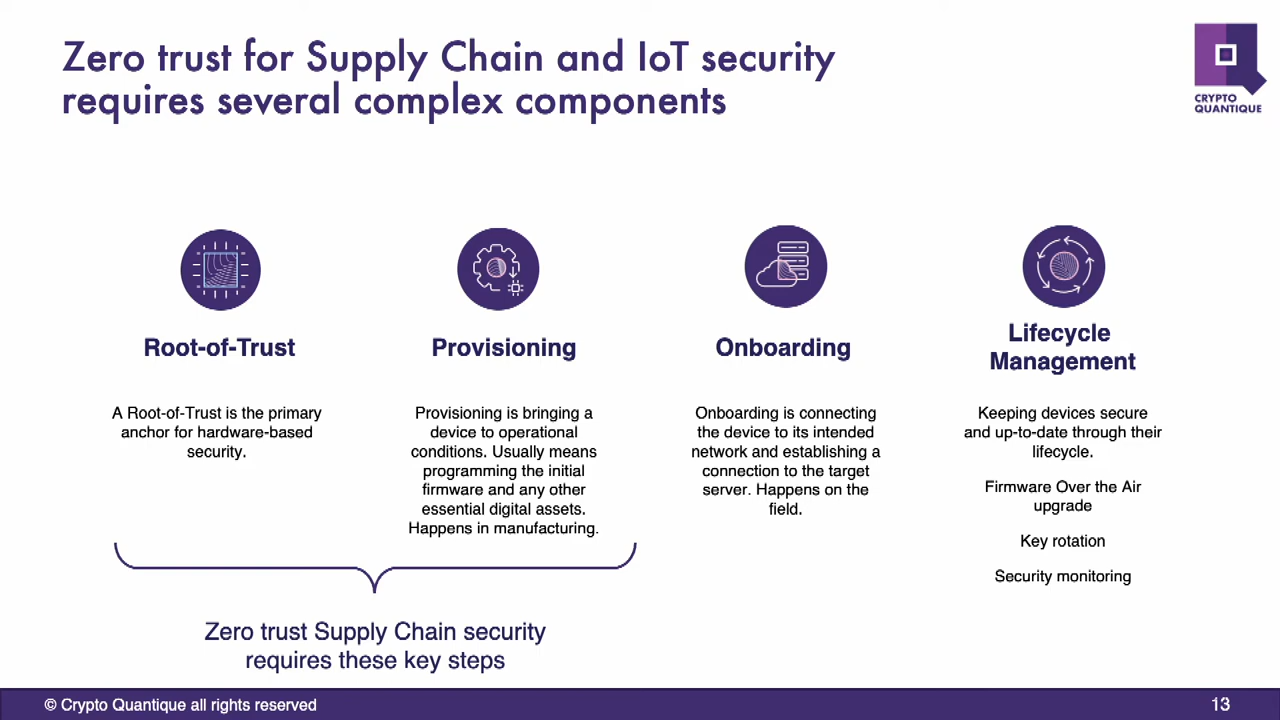 Zero trust for Supply Chain and IoT security
requires several complex components
CRYPTO
QUANTIQUE
Root-of-Trust
A Root-of-Trust is the primary
anchor for hardware-based
security.
Provisioning
Provisioning is bringing a
device to operational
conditions. Usually means
programming the initial
firmware and any other
essential digital assets.
Happens in manufacturing.
Onboarding
Onboarding is connecting
the device to its intended
network and establishing a
connection to the target
server. Happens on the
field.
Lifecycle
Management
Keeping devices secure
and up-to-date through their
lifecycle.
Firmware Over the Air
upgrade
Key rotation
Security monitoring
Zero trust Supply Chain security
requires these key steps
© Crypto Quantique all rights reserved
13